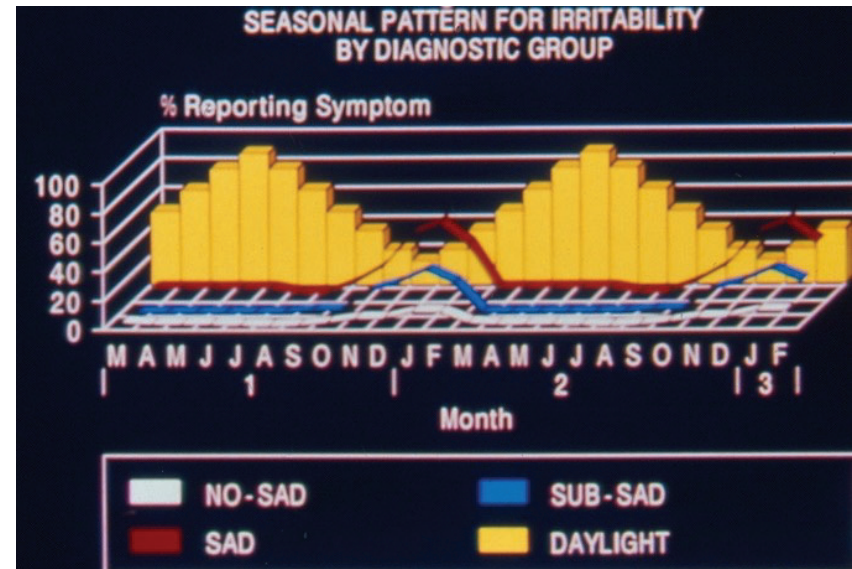 SEASONAL PATTERN FOR IRRITABILITY
BY DIAGNOSTIC GROUP
% Reporting Symptom
100
80
60
40
20
0
M A M J J A S O N D J F M A M J J A S O N D J F
1 2 3
Month
NO-SAD SUB-SAD
SAD DAYLIGHT